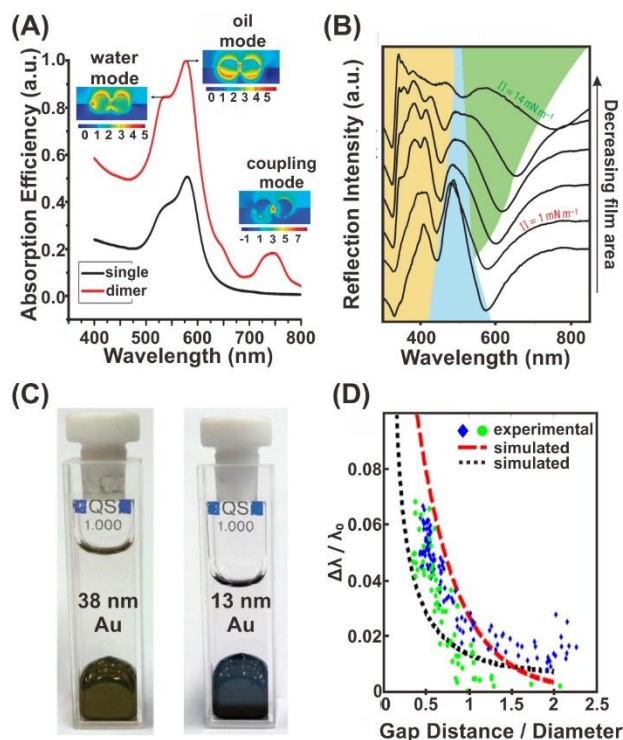 (A)
Absorption Efficiency (a.u.)
1.0
0.8
0.6
0.4
0.2
0.0
water
mode
0 1 2 3 4 5
oil
mode
0 1 2 3 4 5
coupling
mode
-1 1 3 5 7
single
dimer
400 500 600 700 800
Wavelength (nm)
(B)
Reflection Intensity (a.u.)
∏ = 14 mN m⁻¹
∏ = 1 mN m⁻¹
Decreasing film area
400 600 800
Wavelength (nm)
(C)
QS
1.000
38 nm
Au
QS
1.000
13 nm
Au
(D)
Δλ / λ₀
0.08
0.06
0.04
0.02
0
experimental
simulated
simulated
0.5 1 1.5 2 2.5
Gap Distance / Diameter